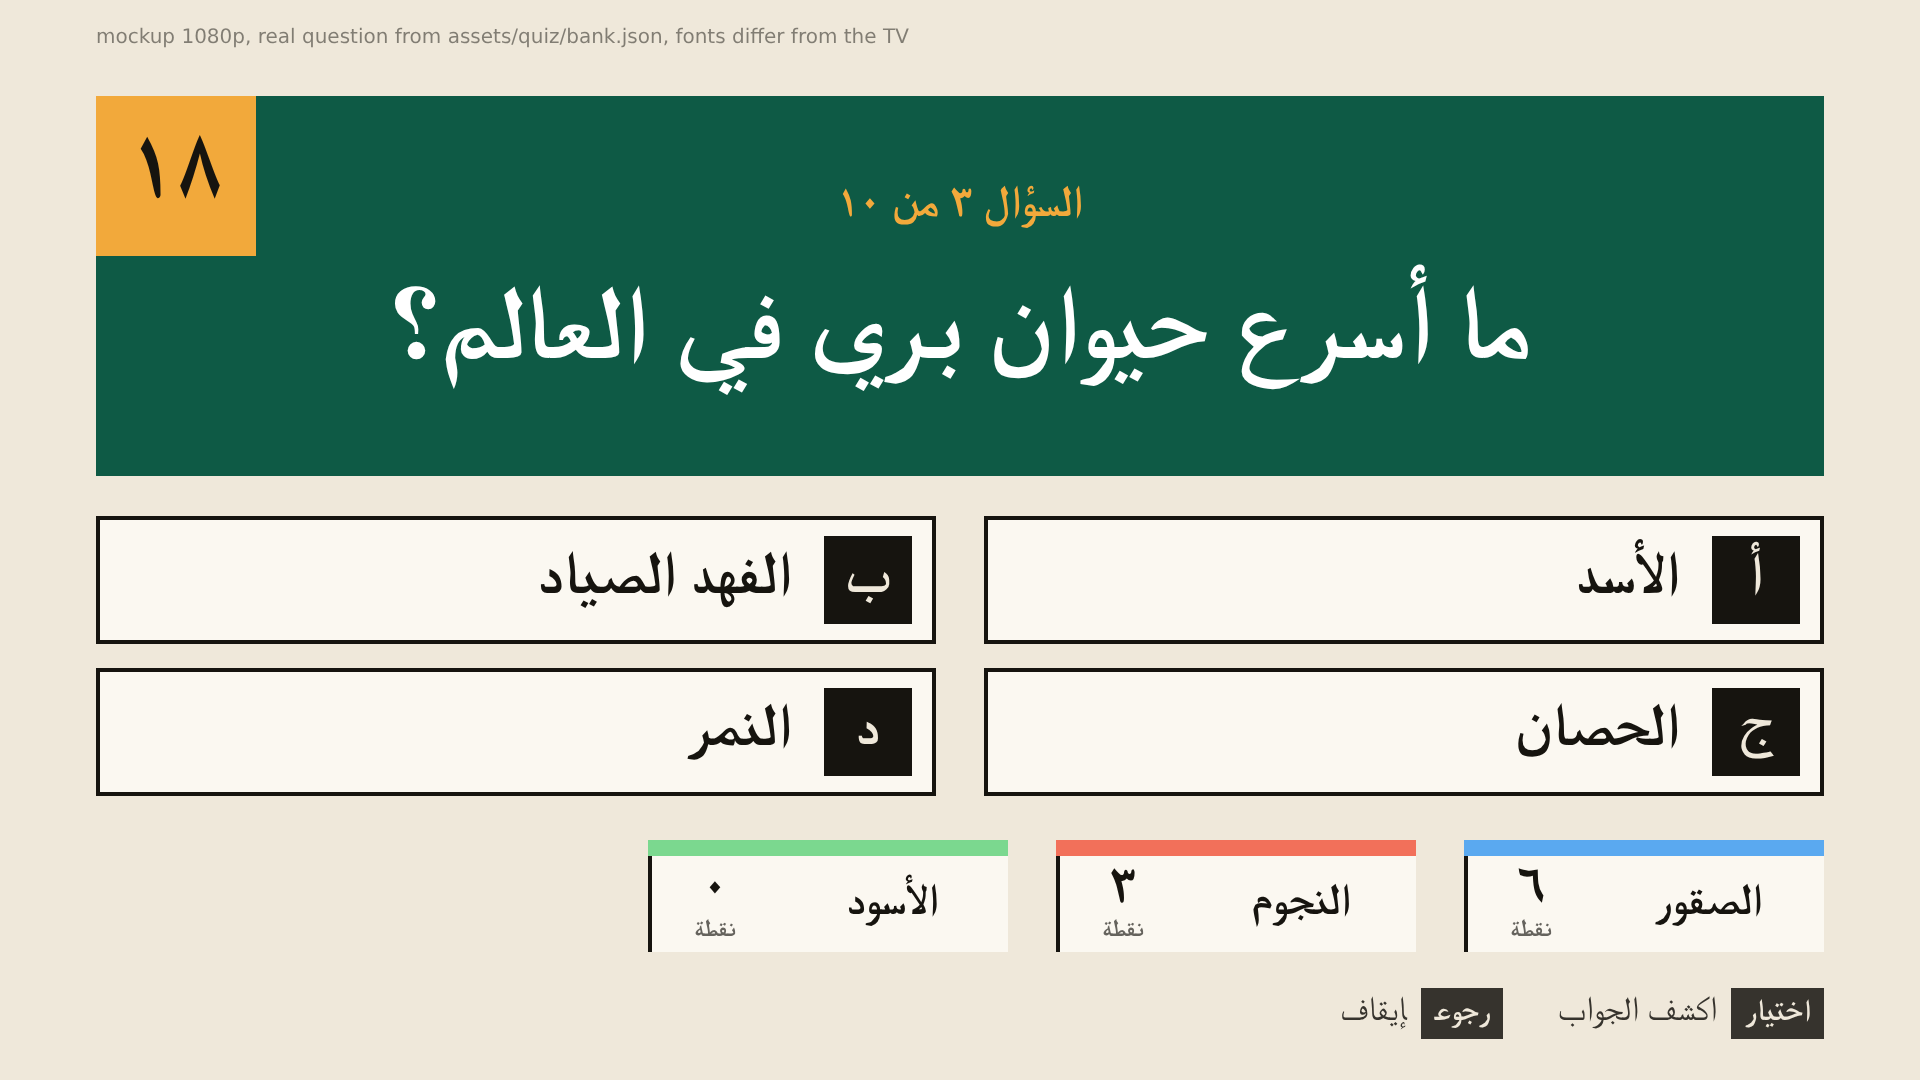 mockup 1080p, real question from assets/quiz/bank.json, fonts differ from the TV
١٨
السؤال ٣ من ١٠
ما أسرع حيوان بري في العالم؟
أ الأسد
ب الفهد الصياد
ج الحصان
د النمر
الصقور ٦ نقطة
النجوم ٣ نقطة
الأسود ٠ نقطة
اختيار اكشف الجواب رجوع إيقاف